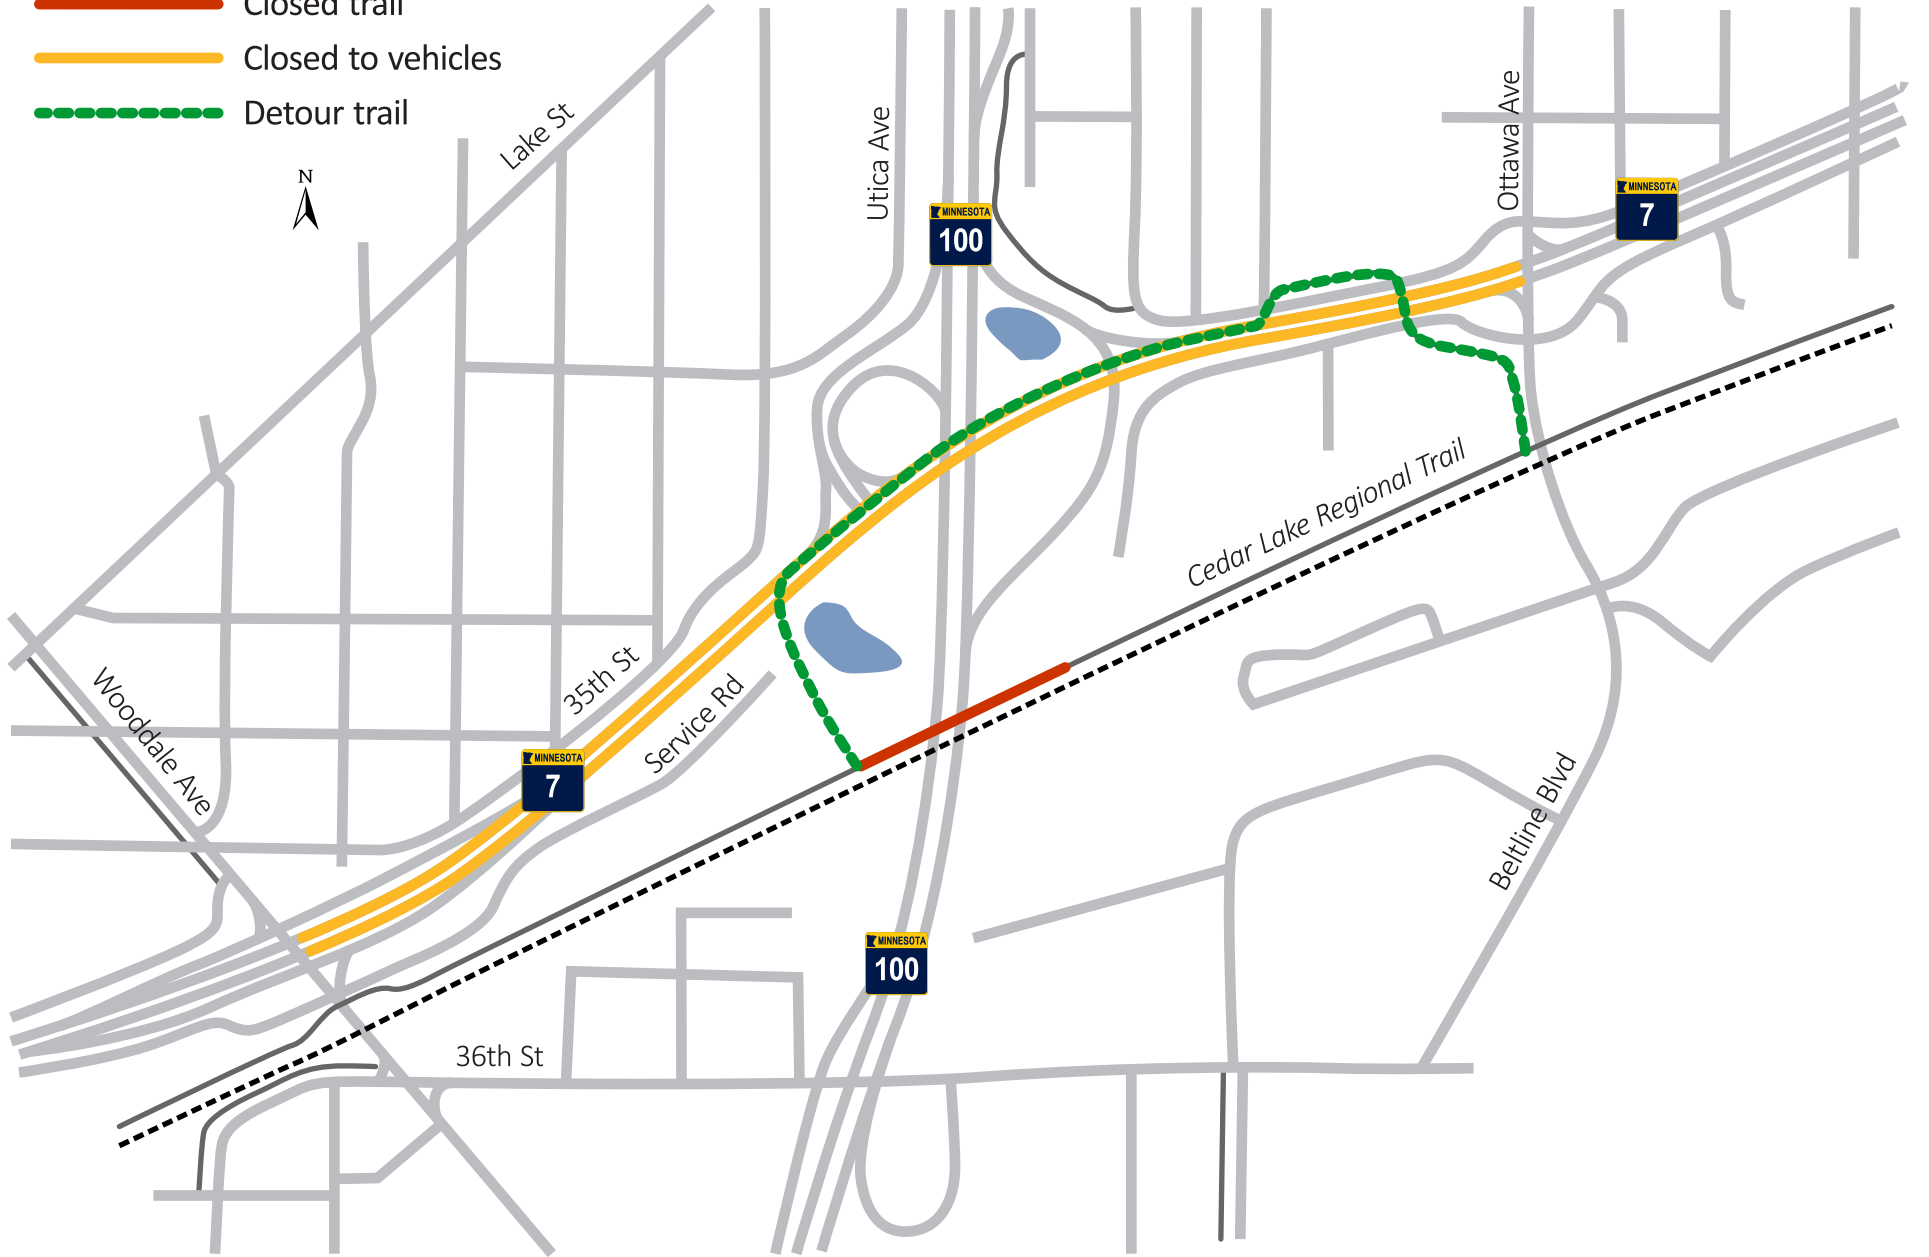 Closed trail
Closed to vehicles
Detour trail
N
Lake St
Utica Ave
Ottawa Ave
MINNESOTA
7
MINNESOTA
100
Cedar Lake Regional Trail
35th St
Service Rd
Wooddale Ave
MINNESOTA
7
Beltline Blvd
MINNESOTA
100
36th St